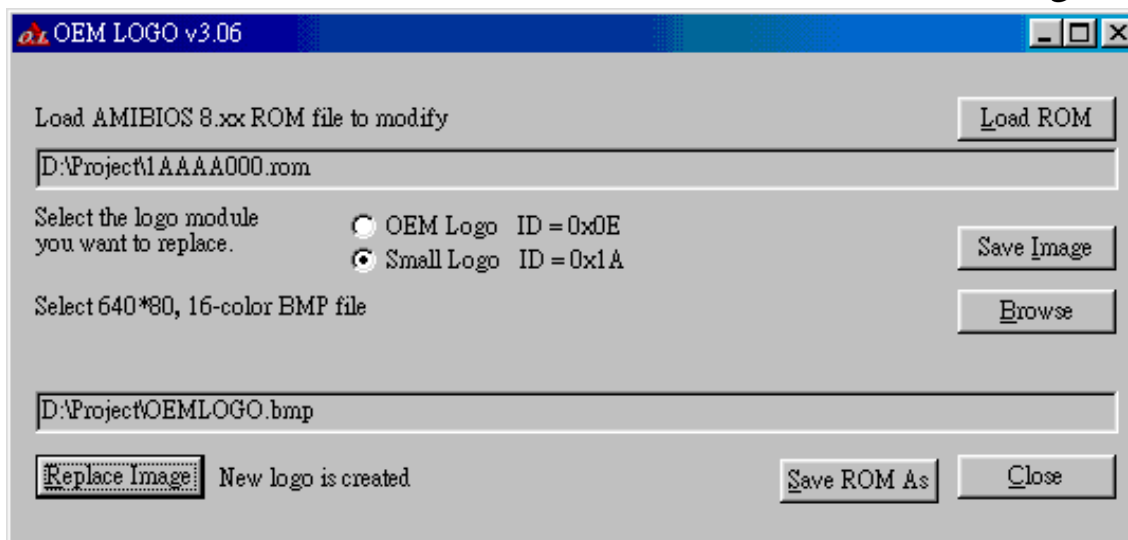 OEM LOGO v3.06
Load AMIBIOS 8.xx ROM file to modify
Load ROM
D:\Project\1AAAA000.rom
Select the logo module
you want to replace.
OEM Logo ID = 0x0E
Small Logo ID = 0x1A
Save Image
Select 640*80, 16-color BMP file
Browse
D:\Project\OEMLOGO.bmp
Replace Image New logo is created
Save ROM As
Close